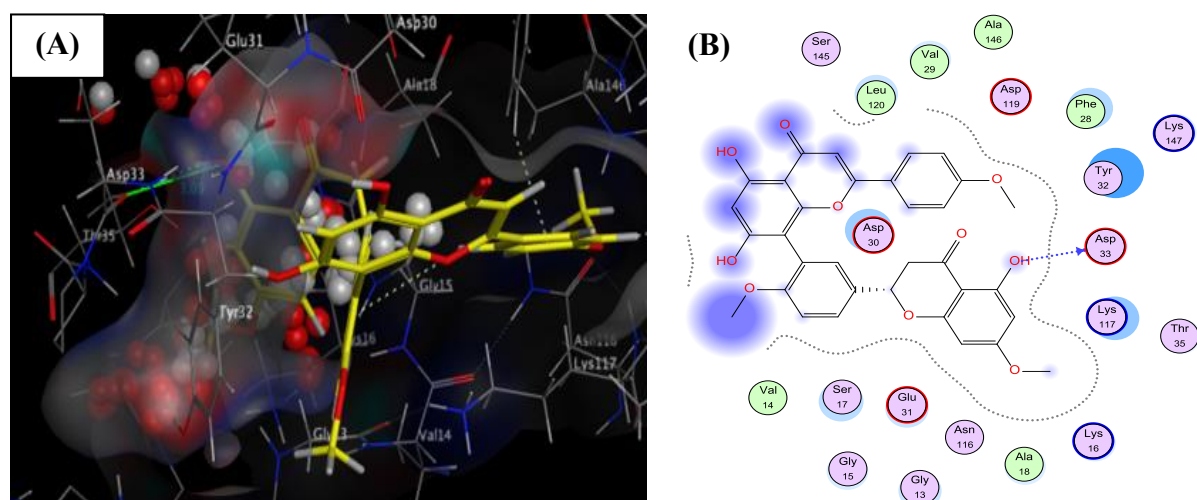 (A)
Asp30
Glu31
Ala18
Ala146
Asp33
Thr35
Gly15
Tyr32
Lys117
Val14
(B)
Ala
146
Ser
145
Val
29
Leu
120
Asp
119
Phe
28
Lys
147
Tyr
32
Asp
30
Asp
33
Lys
117
Thr
35
Val
14
Ser
17
Glu
31
Asn
116
Gly
15
Gly
13
Ala
18
Lys
16
O
HO
O
HO
O
O
O
OH
O
O